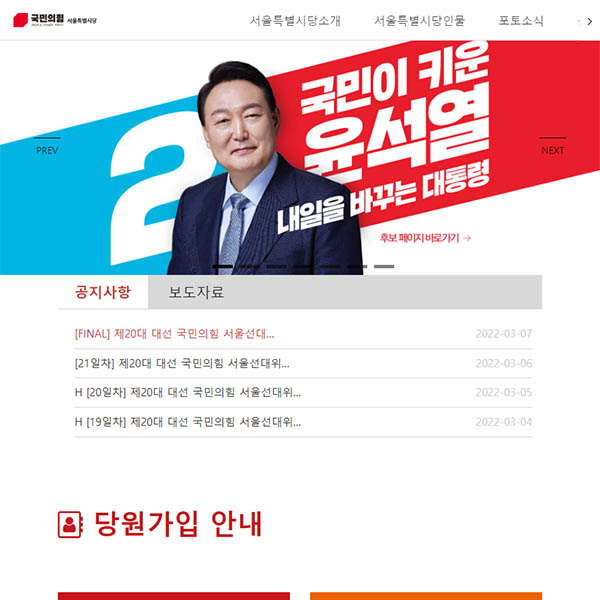 국민의힘 서울특별시당
PEOPLE POWER PARTY
서울특별시당소개 서울특별시당인물 포토소식
2
국민이 키운
윤석열
내일을 바꾸는 대통령
PREV
NEXT
후보 페이지 바로가기 →
공지사항 보도자료
[FINAL] 제20대 대선 국민의힘 서울선대... 2022-03-07
[21일차] 제20대 대선 국민의힘 서울선대위... 2022-03-06
H [20일차] 제20대 대선 국민의힘 서울선대위... 2022-03-05
H [19일차] 제20대 대선 국민의힘 서울선대위... 2022-03-04
당원가입 안내